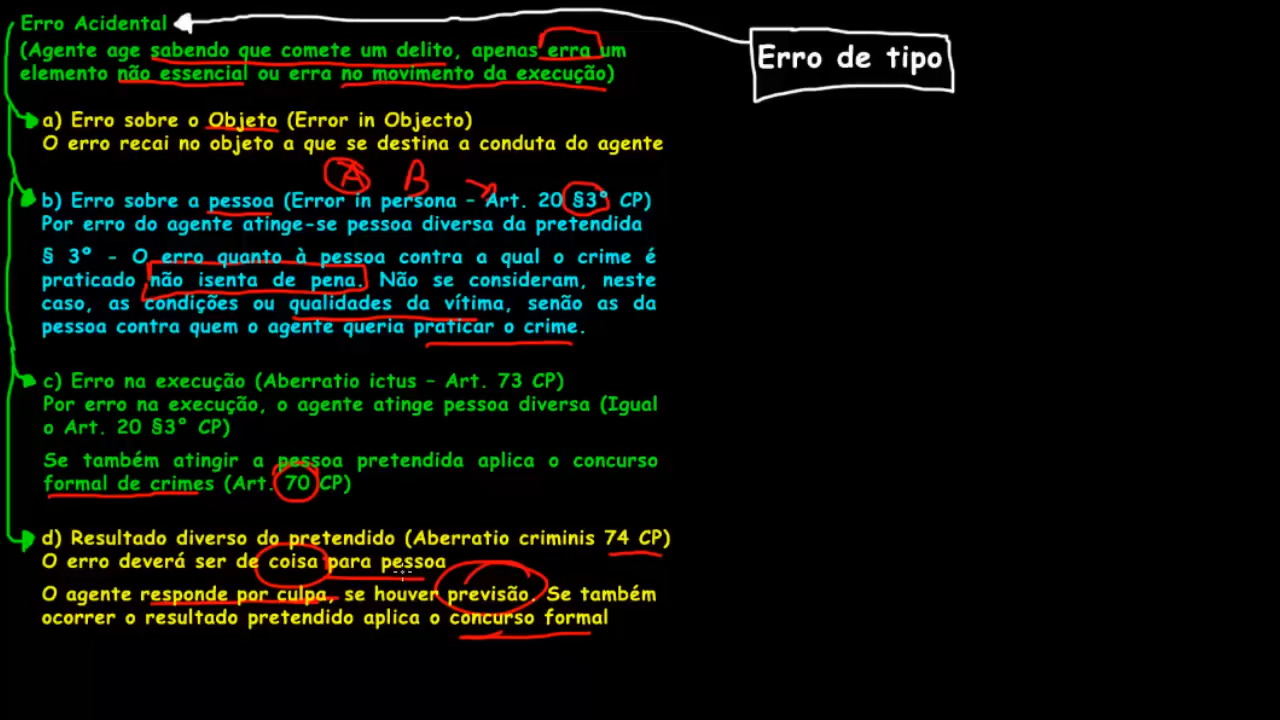 Erro Acidental
Erro de tipo
(Agente age sabendo que comete um delito, apenas erra um
elemento não essencial ou erra no movimento da execução)
a) Erro sobre o Objeto (Error in Objecto)
O erro recai no objeto a que se destina a conduta do agente
A B
b) Erro sobre a pessoa (Error in persona – Art. 20 §3° CP)
Por erro do agente atinge-se pessoa diversa da pretendida
§ 3º - O erro quanto à pessoa contra a qual o crime é
praticado não isenta de pena. Não se consideram, neste
caso, as condições ou qualidades da vítima, senão as da
pessoa contra quem o agente queria praticar o crime.
c) Erro na execução (Aberratio ictus – Art. 73 CP)
Por erro na execução, o agente atinge pessoa diversa (Igual
o Art. 20 §3° CP)
Se também atingir a pessoa pretendida aplica o concurso
formal de crimes (Art. 70 CP)
d) Resultado diverso do pretendido (Aberratio criminis 74 CP)
O erro deverá ser de coisa para pessoa
O agente responde por culpa, se houver previsão. Se também
ocorrer o resultado pretendido aplica o concurso formal